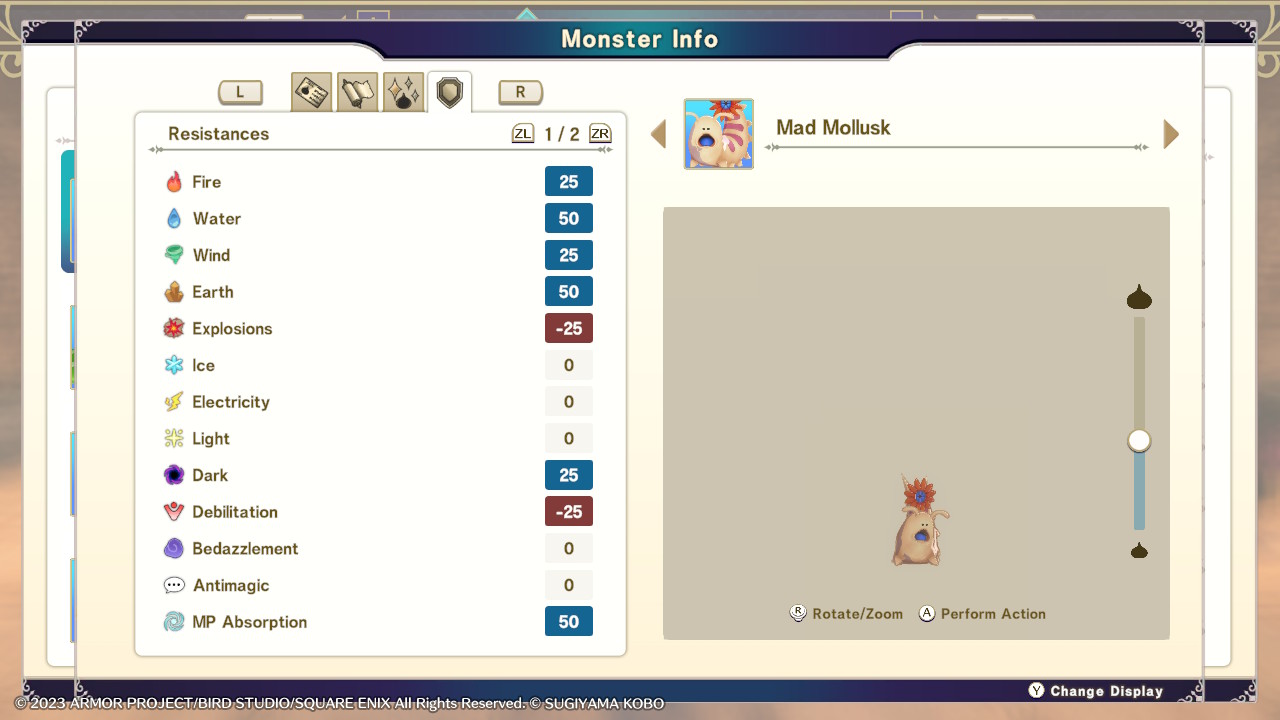 Monster Info
L
R
Resistances
ZL 1 / 2 ZR
Mad Mollusk
Fire 25
Water 50
Wind 25
Earth 50
Explosions -25
Ice 0
Electricity 0
Light 0
Dark 25
Debilitation -25
Bedazzlement 0
Antimagic 0
MP Absorption 50
R Rotate/Zoom A Perform Action
Y Change Display
© 2023 ARMOR PROJECT/BIRD STUDIO/SQUARE ENIX All Rights Reserved. © SUGIYAMA KOBO